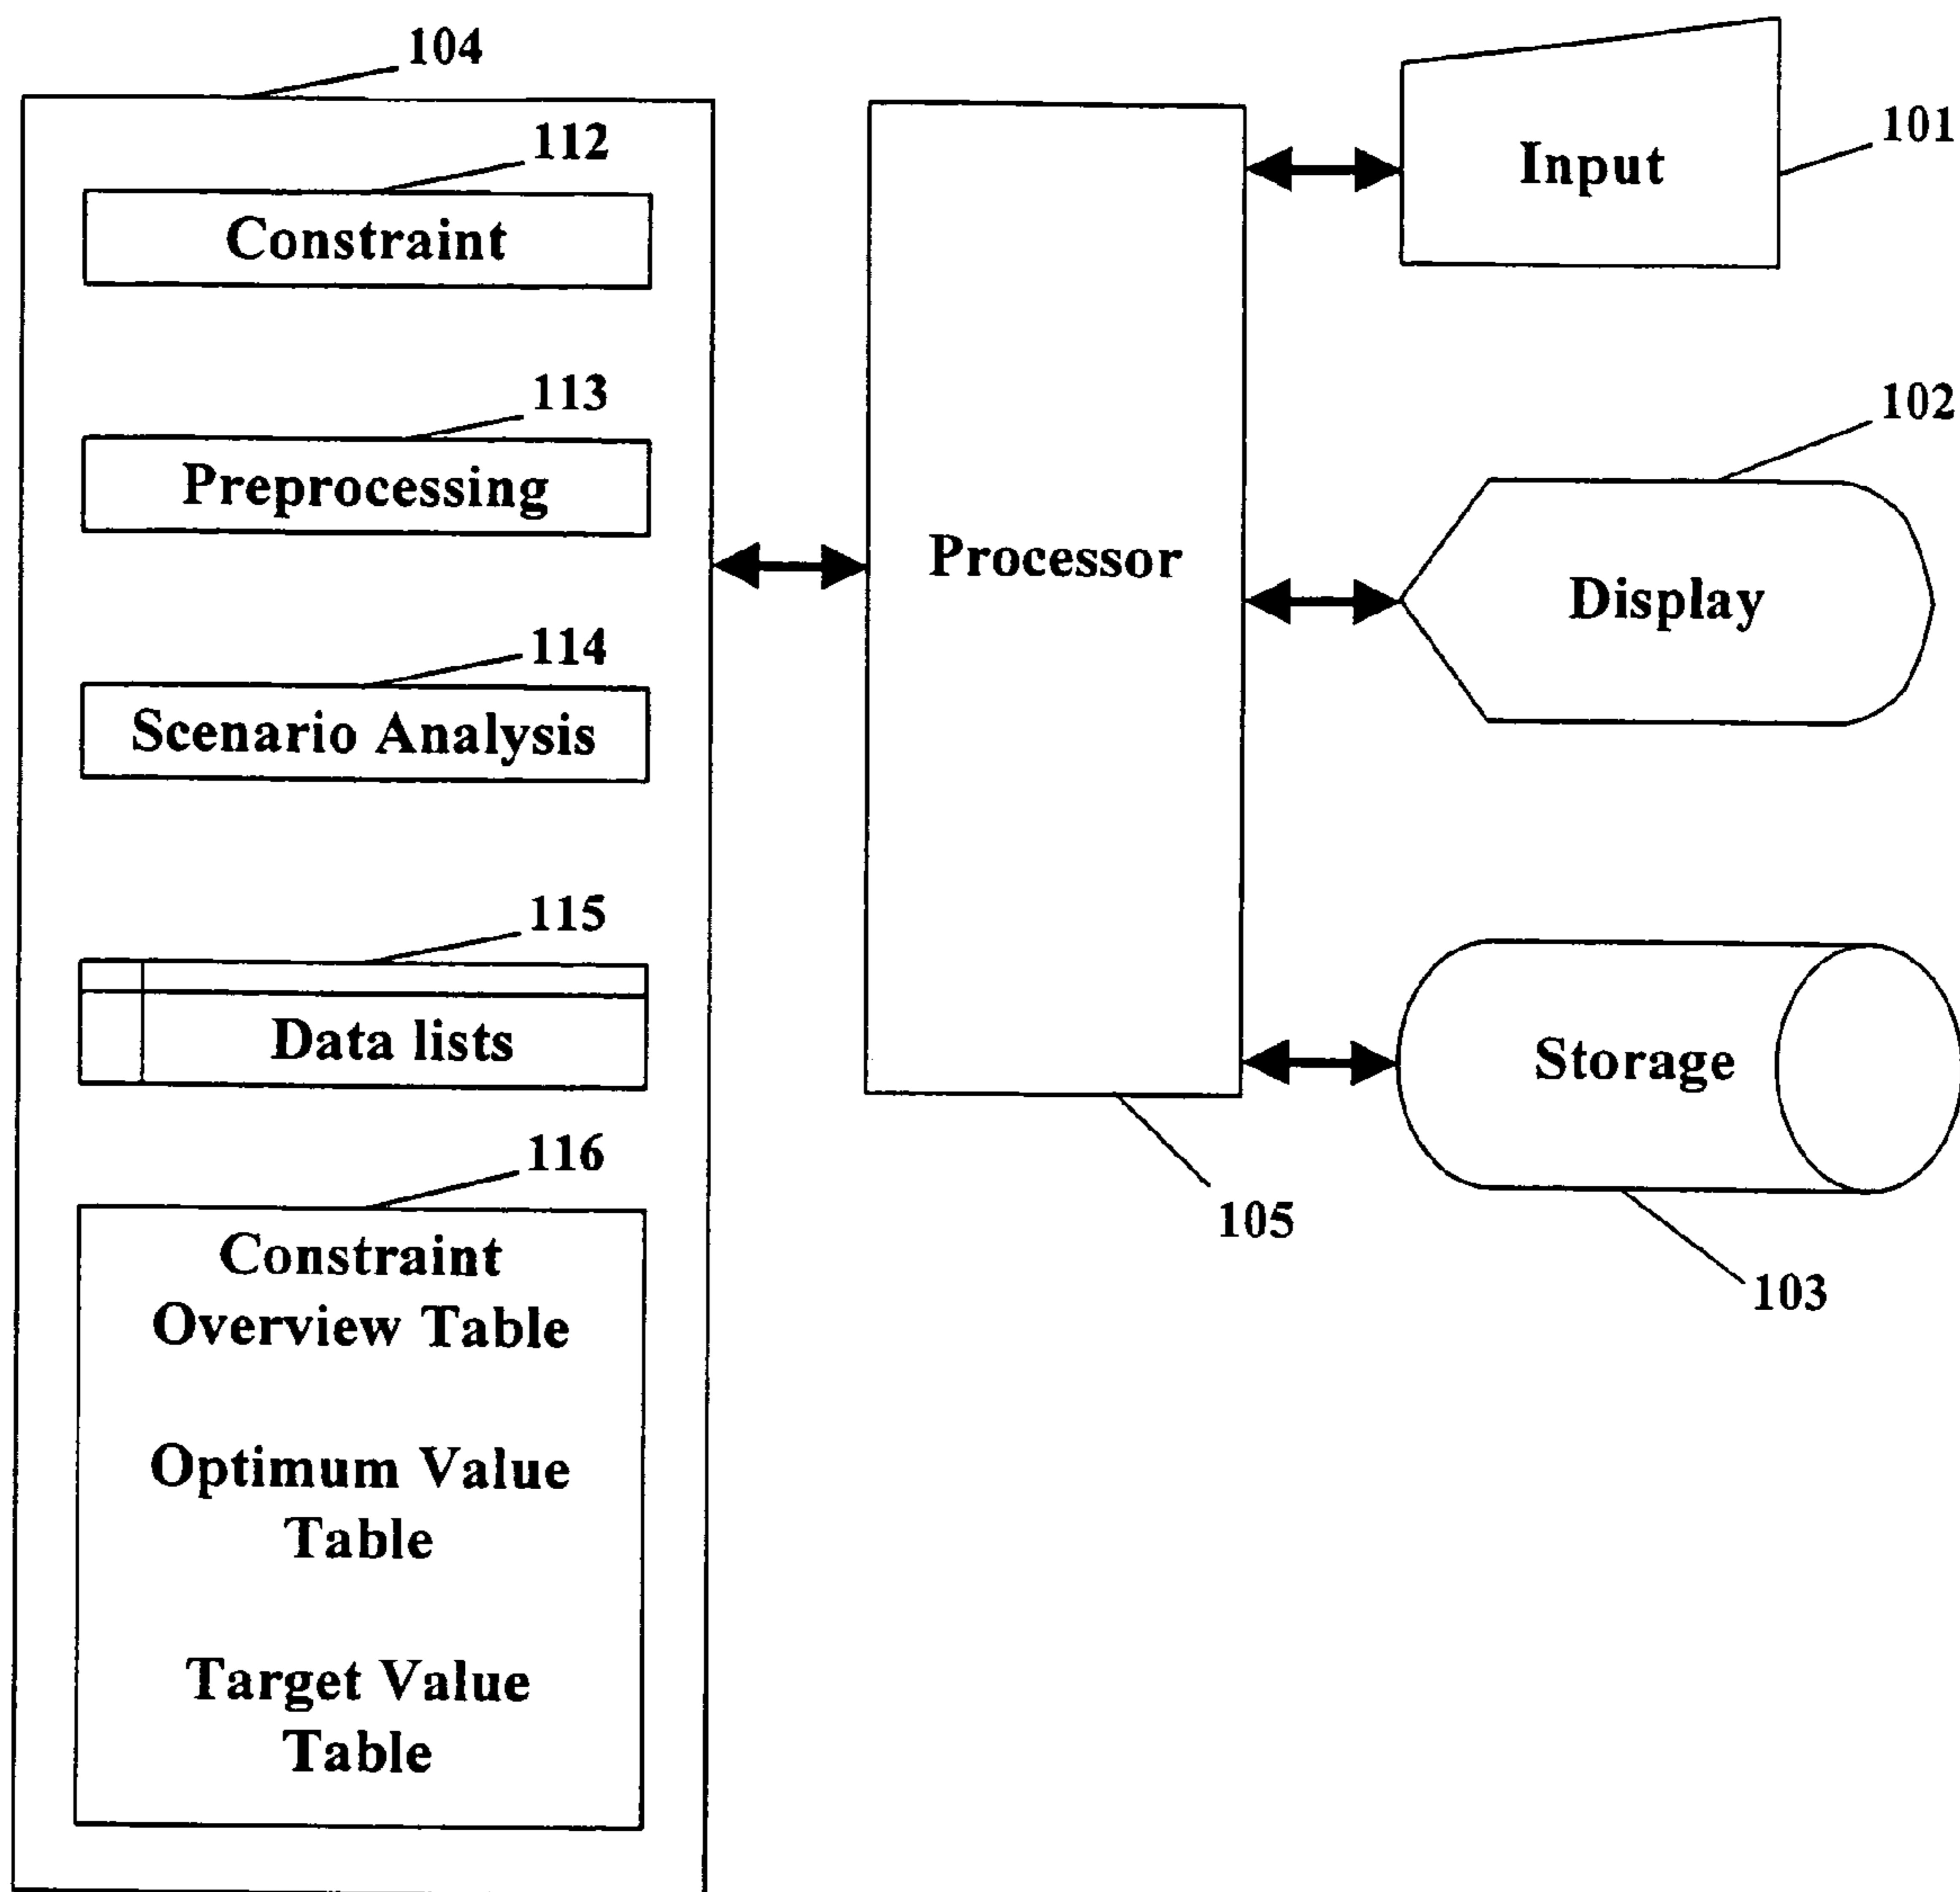 104
112
Constraint
113
Preprocessing
114
Scenario Analysis
115
Data lists
116
Constraint
Overview Table
Optimum Value
Table
Target Value
Table
Processor
105
Input
101
102
Display
Storage
103